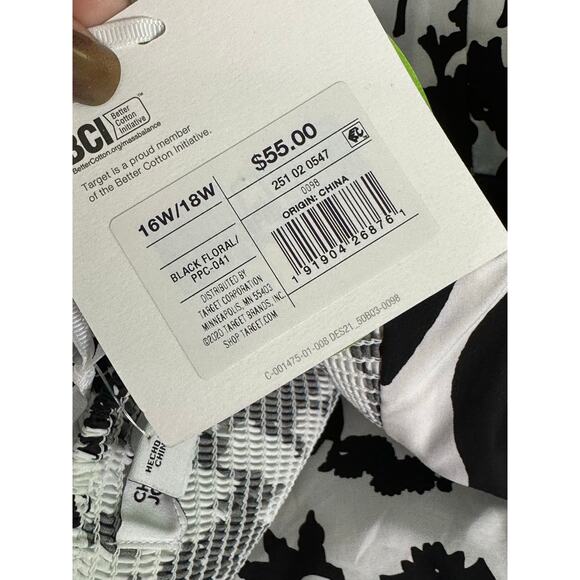 BCI
Better
Cotton
Initiative
BetterCotton.org/massbalance
Target is a proud member
of the Better Cotton Initiative.
16W/18W
$55.00
251 02 0547
0098
ORIGIN: CHINA
BLACK FLORAL/
PPC-041
DISTRIBUTED BY
TARGET CORPORATION
MINNEAPOLIS, MN 55403
©2020 TARGET BRANDS, INC.
SHOP TARGET.COM
1 91904 26876 1
C-001475-01-008 DES21_50B03-0098
HECHO
CHIN